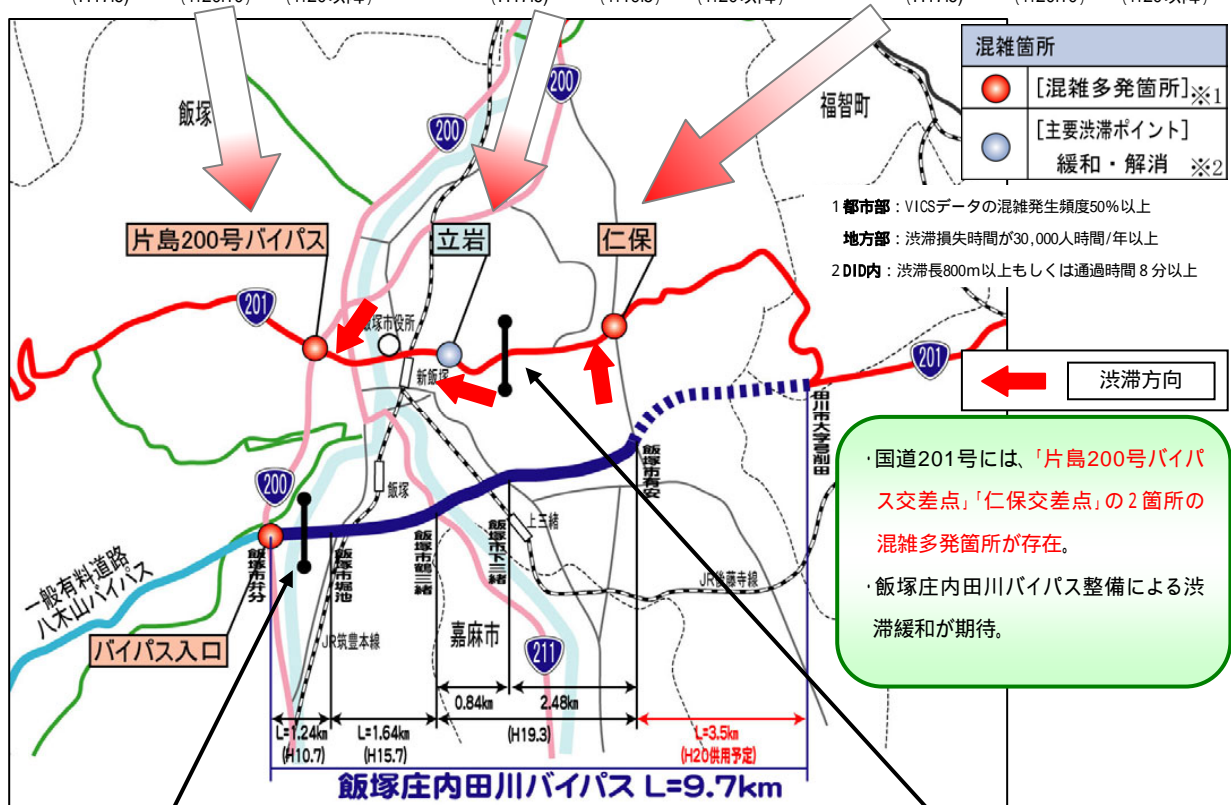 混雑箇所
[混雑多発箇所]※1
[主要渋滞ポイント]
緩和・解消 ※2
1都市部：VICSデータの混雑発生頻度50%以上
地方部：渋滞損失時間が30,000人時間/年以上
2DID内：渋滞長800m以上もしくは通過時間８分以上
飯塚
200
200
福智町
片島200号バイパス
立岩
仁保
201
飯塚市役所
新飯塚
201
渋滞方向
田川市大字弓削田
・国道201号には、「片島200号バイパ
ス交差点」「仁保交差点」の２箇所の
混雑多発箇所が存在。
・飯塚庄内田川バイパス整備による渋
滞緩和が期待。
200
飯塚
上三緒
飯塚市有安
飯塚市下三緒
飯塚市鶴三緒
飯塚市堀池
飯塚市弁分
一般有料道路
八木山バイパス
バイパス入口
JR筑豊本線
嘉麻市
211
JR後藤寺線
0.84km
2.48km
L=1.24km
(H10.7)
L=1.64km
(H15.7)
(H19.3)
L=3.5km
(H20供用予定)
飯塚庄内田川バイパス L=9.7km